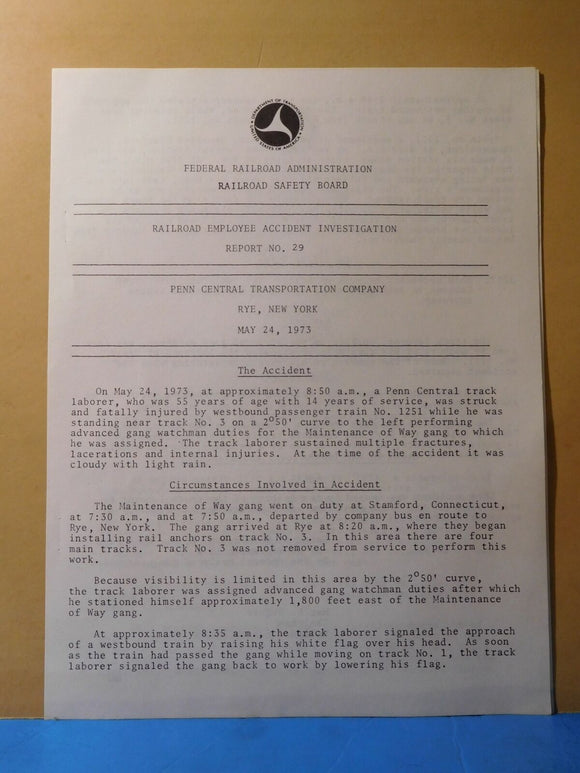 DEPARTMENT OF TRANSPORTATION
UNITED STATES OF AMERICA
FEDERAL RAILROAD ADMINISTRATION
RAILROAD SAFETY BOARD
RAILROAD EMPLOYEE ACCIDENT INVESTIGATION
REPORT NO. 29
PENN CENTRAL TRANSPORTATION COMPANY
RYE, NEW YORK
MAY 24, 1973
The Accident
On May 24, 1973, at approximately 8:50 a.m., a Penn Central track
laborer, who was 55 years of age with 14 years of service, was struck
and fatally injured by westbound passenger train No. 1251 while he was
standing near track No. 3 on a 2°50' curve to the left performing
advanced gang watchman duties for the Maintenance of Way gang to which
he was assigned. The track laborer sustained multiple fractures,
lacerations and internal injuries. At the time of the accident it was
cloudy with light rain.
Circumstances Involved in Accident
The Maintenance of Way gang went on duty at Stamford, Connecticut,
at 7:30 a.m., and at 7:50 a.m., departed by company bus en route to
Rye, New York. The gang arrived at Rye at 8:20 a.m., where they began
installing rail anchors on track No. 3. In this area there are four
main tracks. Track No. 3 was not removed from service to perform this
work.
Because visibility is limited in this area by the 2°50' curve,
the track laborer was assigned advanced gang watchman duties after which
he stationed himself approximately 1,800 feet east of the Maintenance
of Way gang.
At approximately 8:35 a.m., the track laborer signaled the approach
of a westbound train by raising his white flag over his head. As soon
as the train had passed the gang while moving on track No. 1, the track
laborer signaled the gang back to work by lowering his flag.